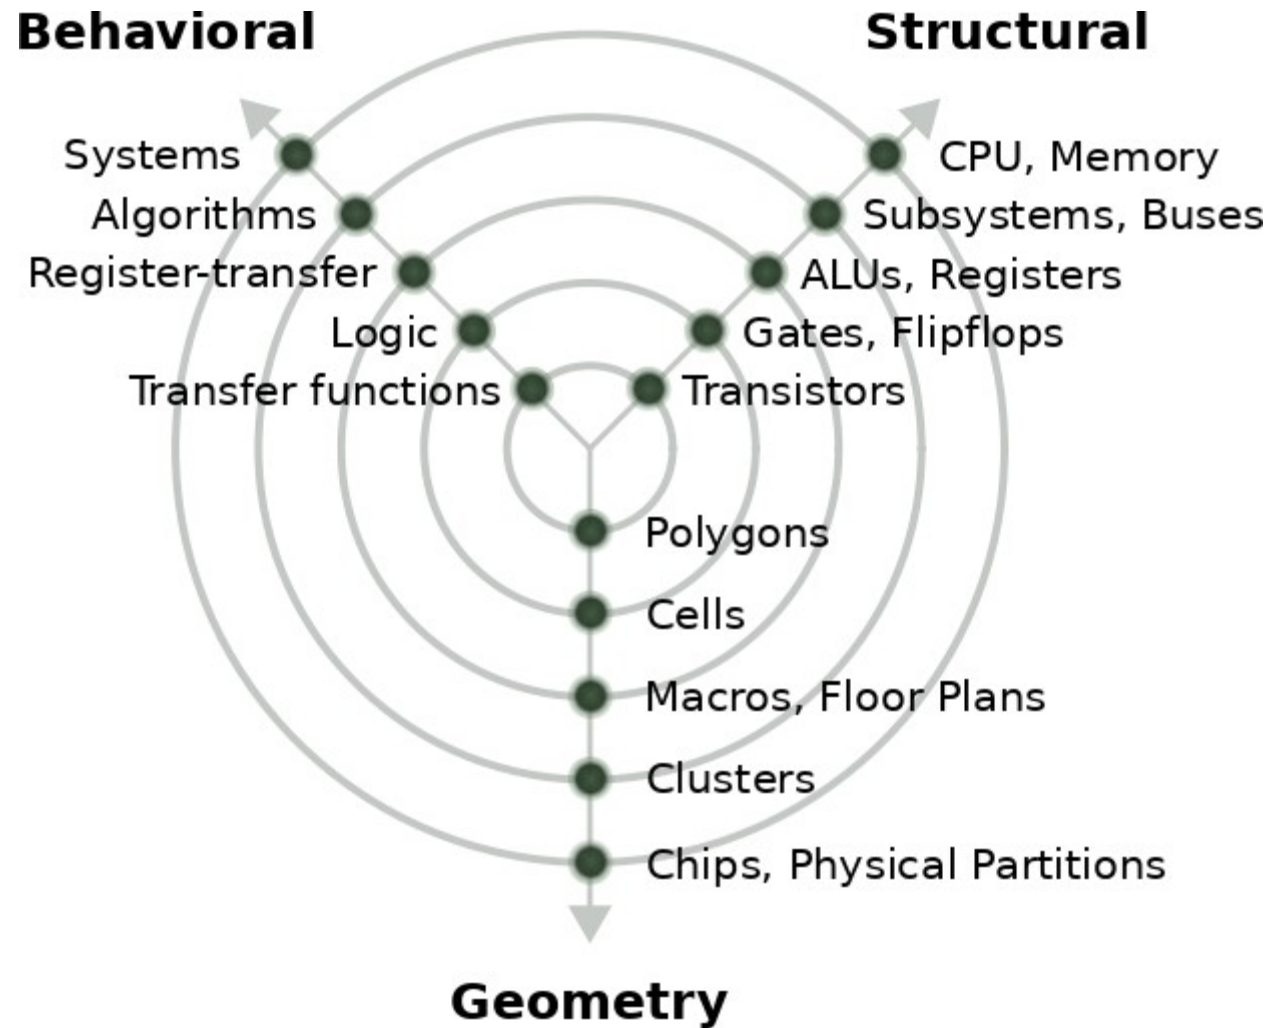 Behavioral
Structural
Systems
CPU, Memory
Algorithms
Subsystems, Buses
Register-transfer
ALUs, Registers
Logic
Gates, Flipflops
Transfer functions
Transistors
Polygons
Cells
Macros, Floor Plans
Clusters
Chips, Physical Partitions
Geometry